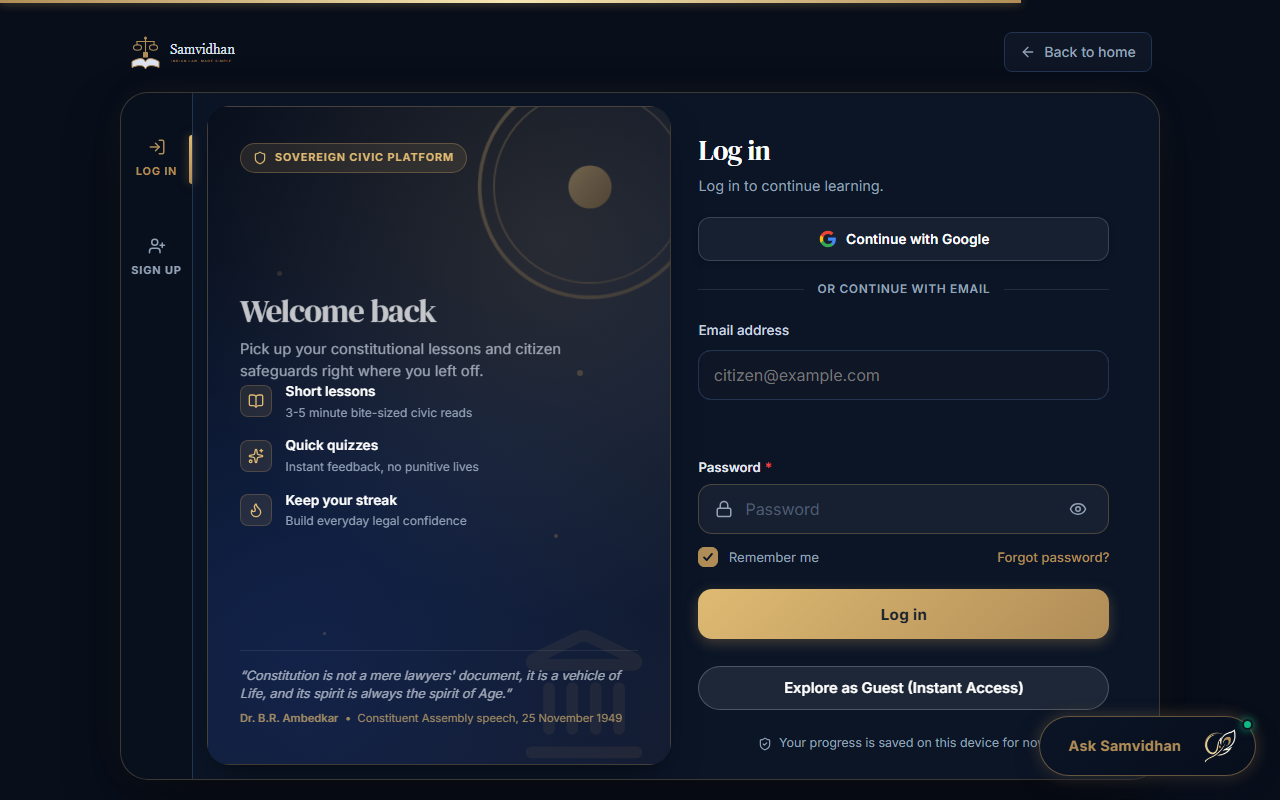 Samvidhan
INDIAN LAW, MADE SIMPLE
Back to home
LOG IN
SIGN UP
SOVEREIGN CIVIC PLATFORM
Welcome back
Pick up your constitutional lessons and citizen
safeguards right where you left off.
Short lessons
3-5 minute bite-sized civic reads
Quick quizzes
Instant feedback, no punitive lives
Keep your streak
Build everyday legal confidence
“Constitution is not a mere lawyers' document, it is a vehicle of
Life, and its spirit is always the spirit of Age.”
Dr. B.R. Ambedkar • Constituent Assembly speech, 25 November 1949
Log in
Log in to continue learning.
Continue with Google
OR CONTINUE WITH EMAIL
Email address
citizen@example.com
Password *
Password
Remember me
Forgot password?
Log in
Explore as Guest (Instant Access)
Your progress is saved on this device for
Ask Samvidhan